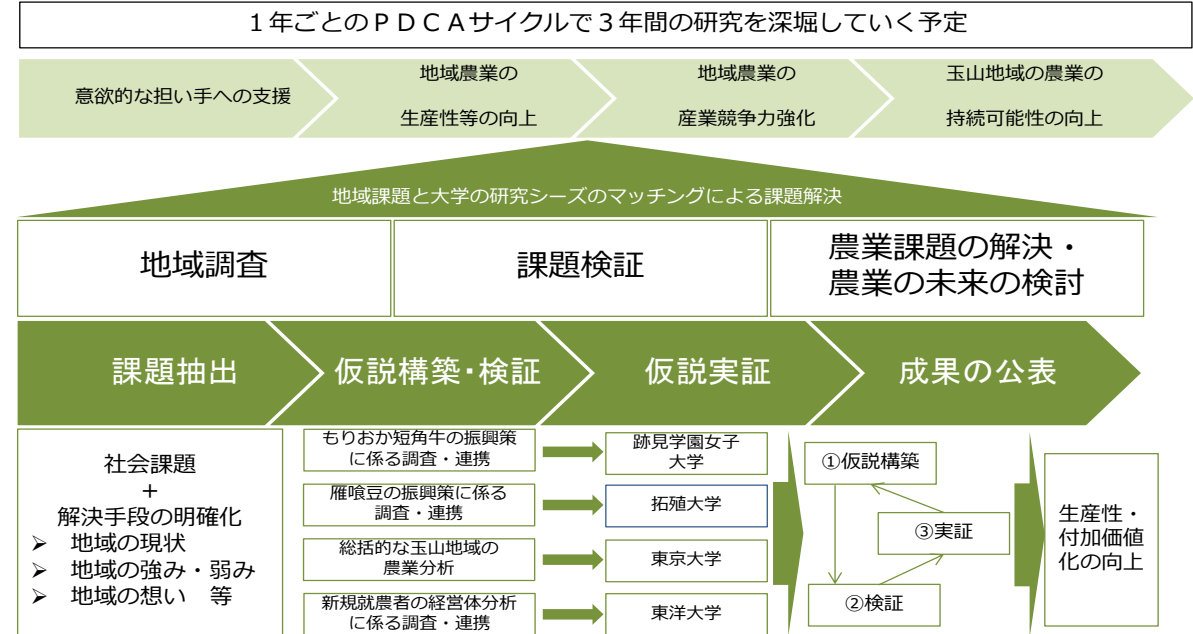 １年ごとのＰＤＣＡサイクルで３年間の研究を深堀していく予定
意欲的な担い手への支援
地域農業の
生産性等の向上
地域農業の
産業競争力強化
玉山地域の農業の
持続可能性の向上
地域課題と大学の研究シーズのマッチングによる課題解決
地域調査
課題検証
農業課題の解決・
農業の未来の検討
課題抽出
仮説構築・検証
仮説実証
成果の公表
社会課題
+
解決手段の明確化
➢ 地域の現状
➢ 地域の強み・弱み
➢ 地域の想い 等
もりおか短角牛の振興策
に係る調査・連携
跡見学園女子
大学
雁喰豆の振興策に係る
調査・連携
拓殖大学
総括的な玉山地域の
農業分析
東京大学
新規就農者の経営体分析
に係る調査・連携
東洋大学
①仮説構築
③実証
②検証
生産性・
付加価値
化の向上